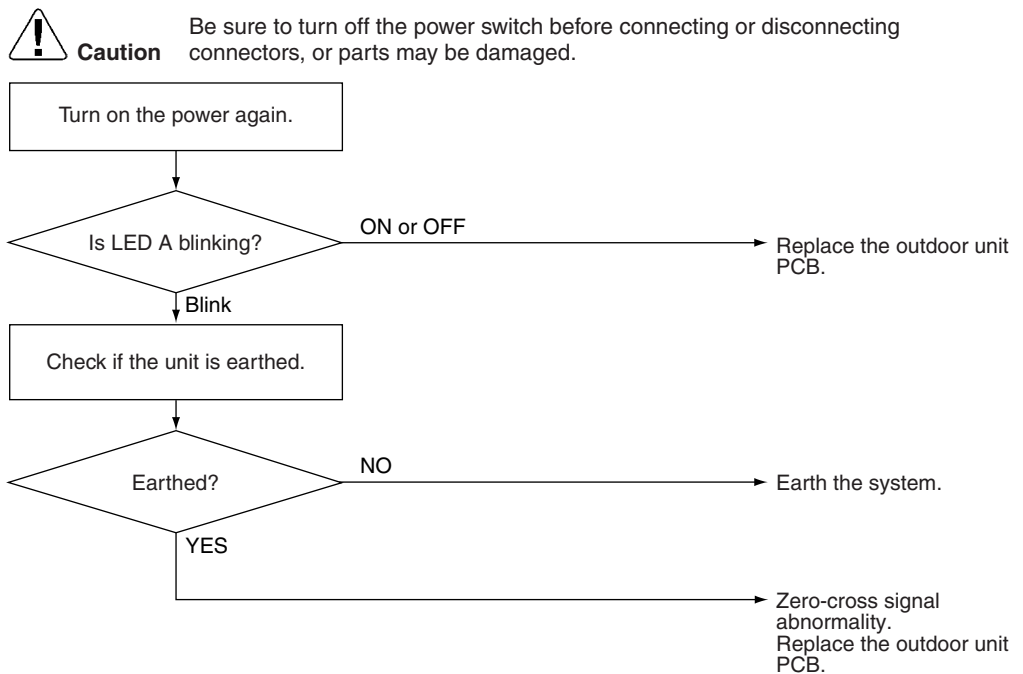 Be sure to turn off the power switch before connecting or disconnecting
Caution connectors, or parts may be damaged.
Turn on the power again.
Is LED A blinking?
ON or OFF
Replace the outdoor unit
PCB.
Blink
Check if the unit is earthed.
Earthed?
NO
Earth the system.
YES
Zero-cross signal
abnormality.
Replace the outdoor unit
PCB.